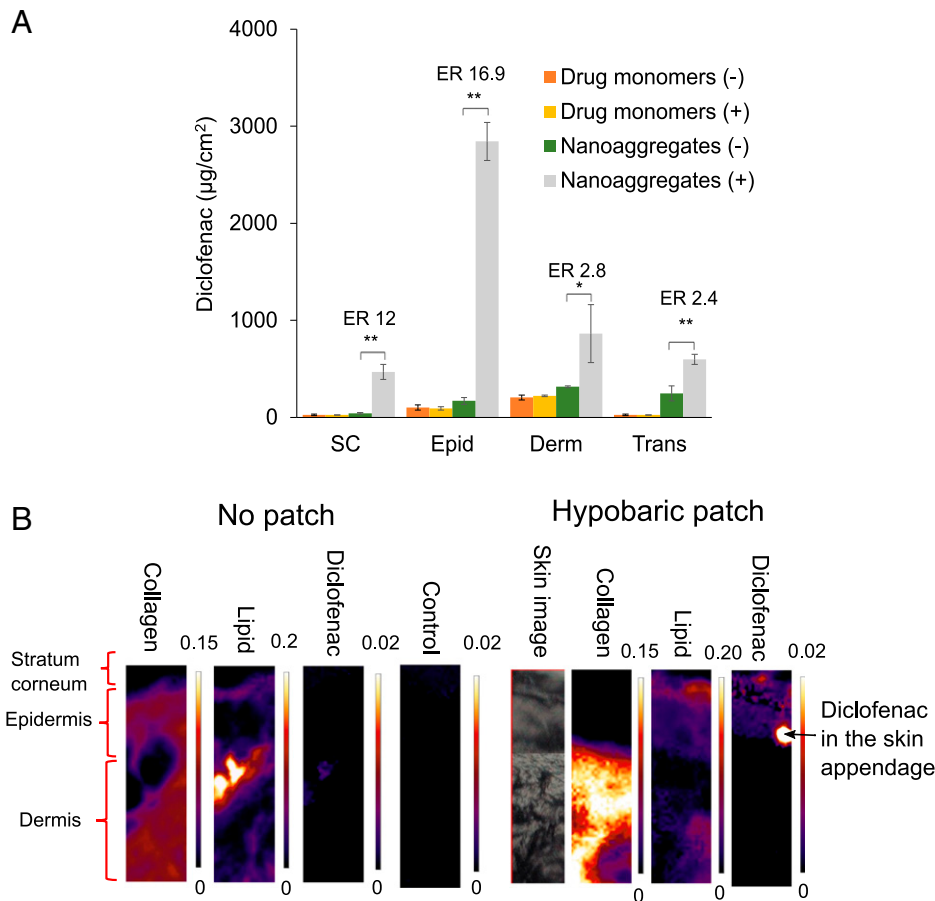 A
4000
3000
2000
1000
0
Diclofenac (µg/cm²)
ER 16.9
**
ER 12
**
ER 2.8
*
ER 2.4
**
Drug monomers (-)
Drug monomers (+)
Nanoaggregates (-)
Nanoaggregates (+)
SC Epid Derm Trans
B
No patch
Hypobaric patch
Collagen
Lipid
Diclofenac
Control
Skin image
Collagen
Lipid
Diclofenac
0.15 0.2 0.02 0.02 0.15 0.20 0.02
Stratum
corneum
Epidermis
Dermis
Diclofenac
in the skin
appendage
0 0 0 0 0 0 0